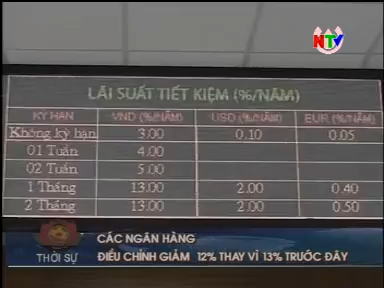 NTV
LÃI SUẤT TIẾT KIỆM (%/NĂM)
KỲ HẠN VND (%/NĂM) USD (%/NĂM) EUR (%/NĂM)
Không kỳ hạn 3.00 0.10 0.05
01 Tuần 4.00
02 Tuần 5.00
1 Tháng 13.00 2.00 0.40
2 Tháng 13.00 2.00 0.50
CÁC NGÂN HÀNG
THỜI SỰ ĐIỀU CHỈNH GIẢM 12% THAY VÌ 13% TRƯỚC ĐÂY